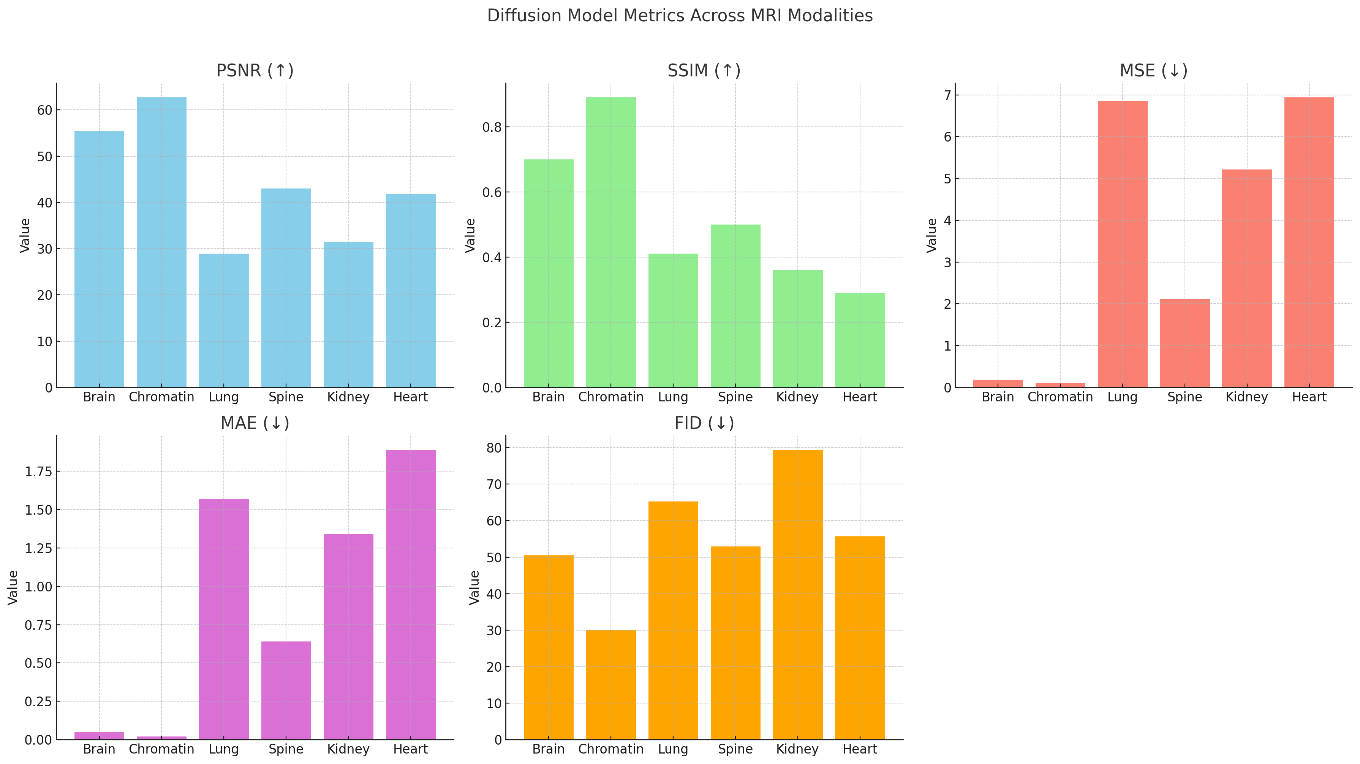 Diffusion Model Metrics Across MRI Modalities
PSNR (↑)
Value
60
50
40
30
20
10
0
Brain Chromatin Lung Spine Kidney Heart
SSIM (↑)
Value
0.8
0.6
0.4
0.2
0.0
Brain Chromatin Lung Spine Kidney Heart
MSE (↓)
Value
7
6
5
4
3
2
1
0
Brain Chromatin Lung Spine Kidney Heart
MAE (↓)
Value
1.75
1.50
1.25
1.00
0.75
0.50
0.25
0.00
Brain Chromatin Lung Spine Kidney Heart
FID (↓)
Value
80
70
60
50
40
30
20
10
0
Brain Chromatin Lung Spine Kidney Heart